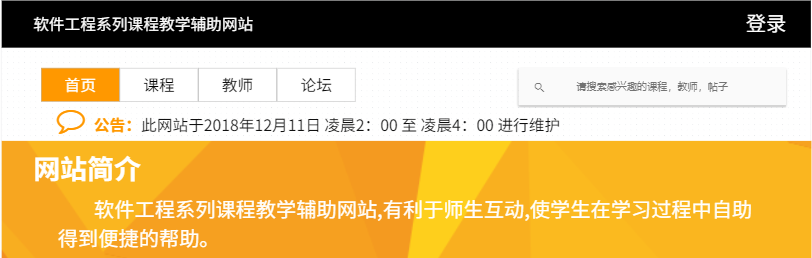 软件工程系列课程教学辅助网站
登录
首页 课程 教师 论坛
请搜索感兴趣的课程，教师，帖子
公告：此网站于2018年12月11日 凌晨2：00 至 凌晨4：00 进行维护
网站简介
软件工程系列课程教学辅助网站,有利于师生互动,使学生在学习过程中自助
得到便捷的帮助。